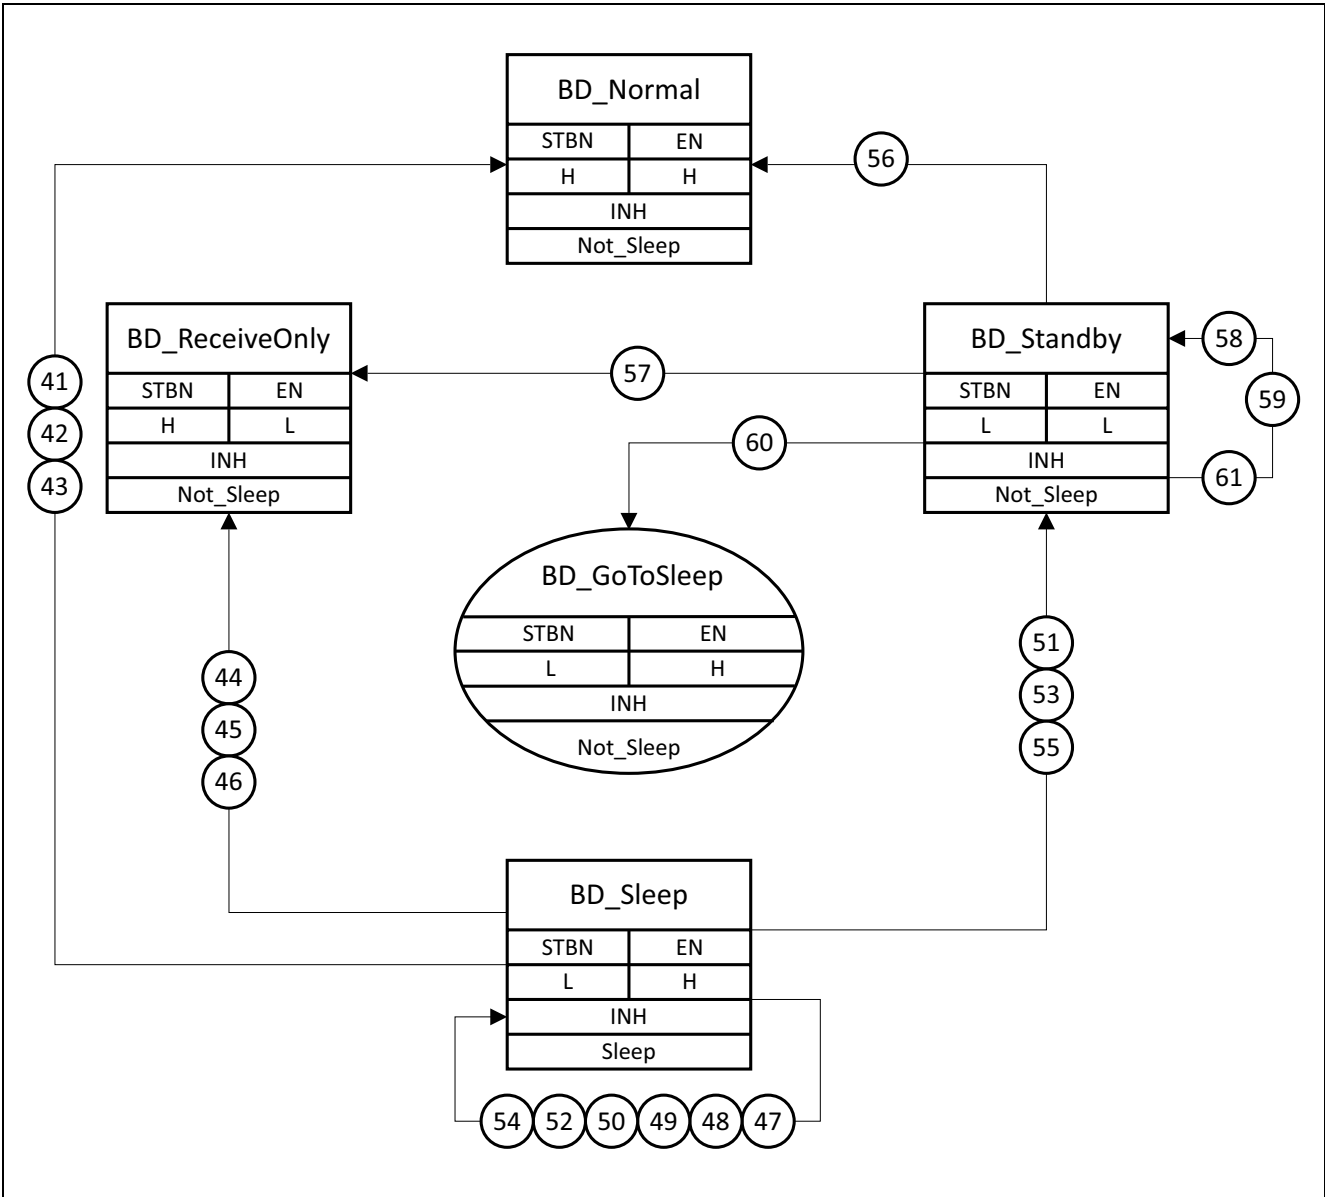 BD_Normal
STBN EN
H H
INH
Not_Sleep
56
BD_ReceiveOnly
STBN EN
H L
INH
Not_Sleep
57
BD_Standby
STBN EN
L L
INH
Not_Sleep
58
59
61
41
42
43
60
BD_GoToSleep
STBN EN
L H
INH
Not_Sleep
44
45
46
51
53
55
BD_Sleep
STBN EN
L H
INH
Sleep
54 52 50 49 48 47